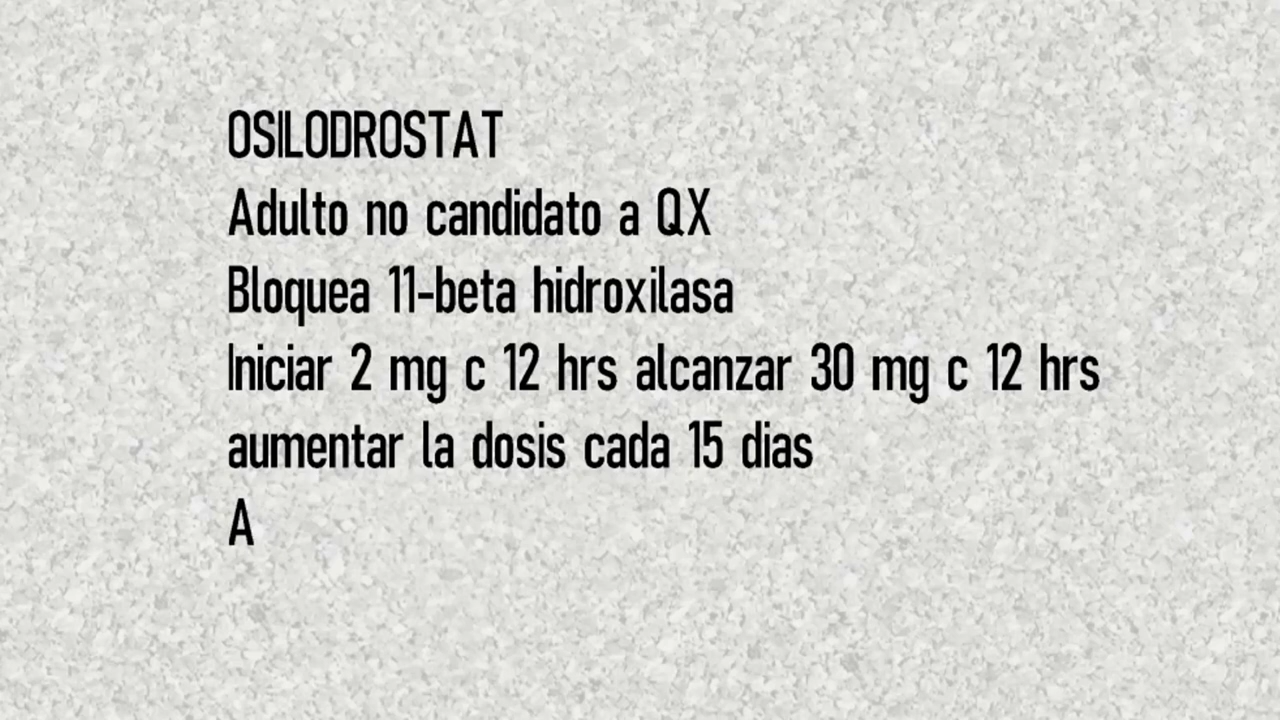 OSILODROSTAT
Adulto no candidato a QX
Bloquea 11-beta hidroxilasa
Iniciar 2 mg c 12 hrs alcanzar 30 mg c 12 hrs
aumentar la dosis cada 15 dias
A